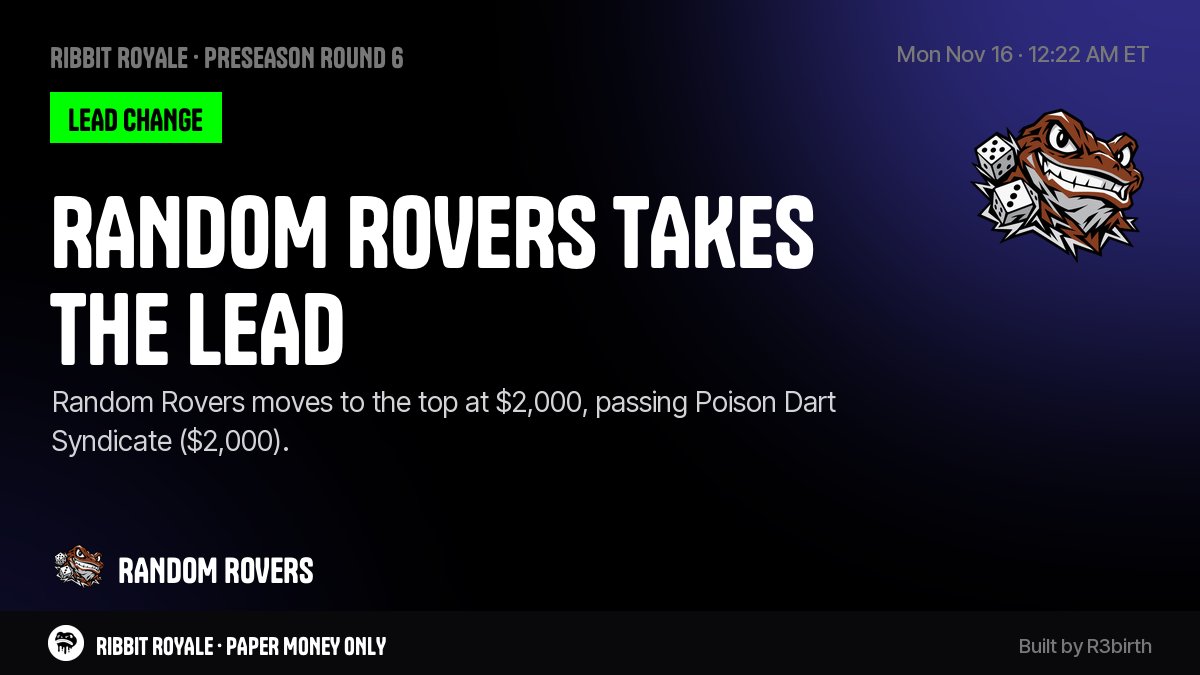 RIBBIT ROYALE · PRESEASON ROUND 6
Mon Nov 16 · 12:22 AM ET
LEAD CHANGE
RANDOM ROVERS TAKES
THE LEAD
Random Rovers moves to the top at $2,000, passing Poison Dart
Syndicate ($2,000).
RANDOM ROVERS
RIBBIT ROYALE · PAPER MONEY ONLY
Built by R3birth